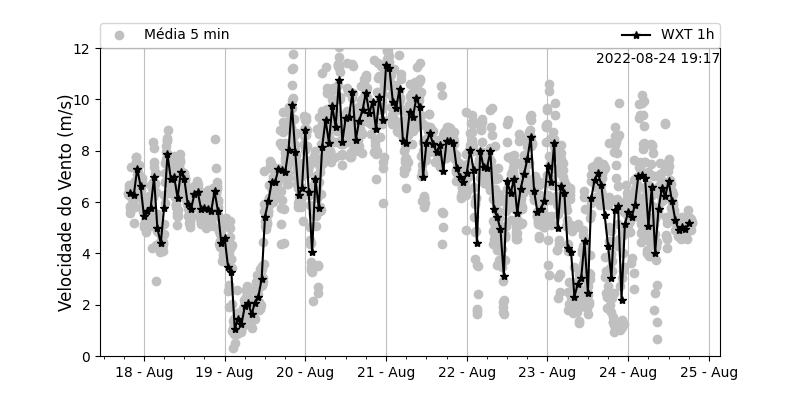 Média 5 min
WXT 1h
2022-08-24 19:17
Velocidade do Vento (m/s)
12
10
8
6
4
2
0
18 - Aug
19 - Aug
20 - Aug
21 - Aug
22 - Aug
23 - Aug
24 - Aug
25 - Aug